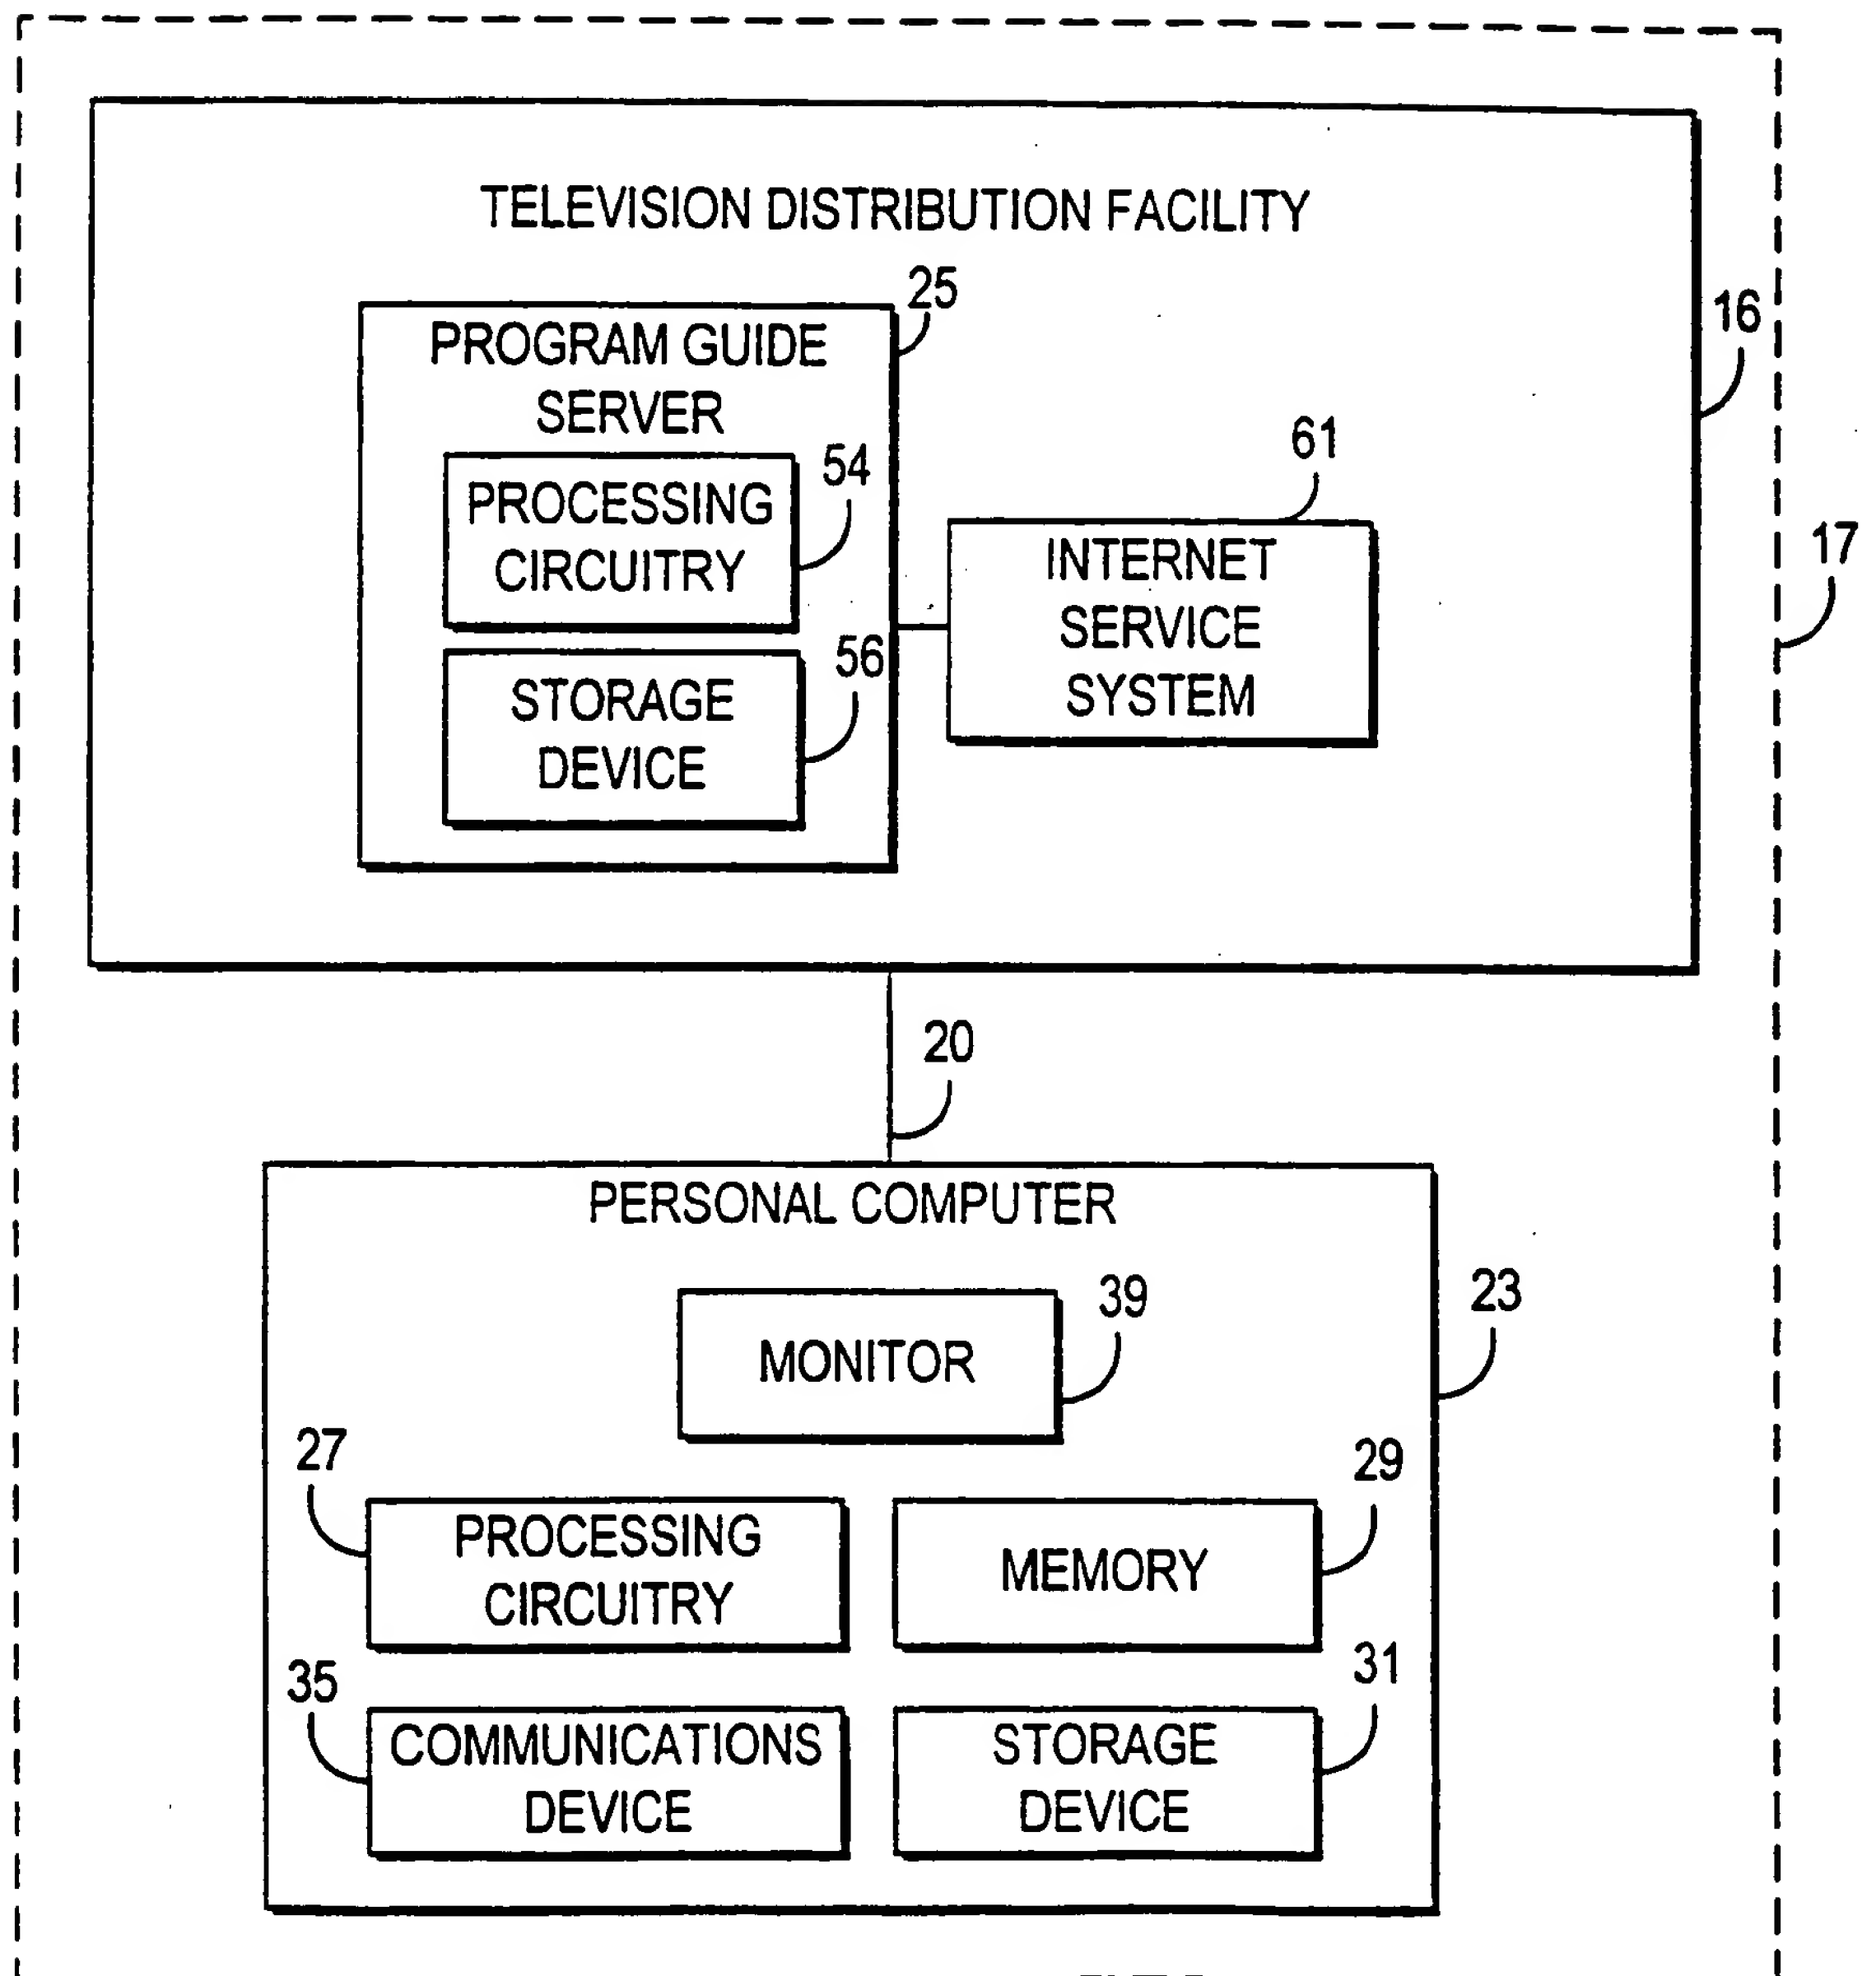 TELEVISION DISTRIBUTION FACILITY
25
PROGRAM GUIDE
SERVER
16
54
PROCESSING
CIRCUITRY
61
INTERNET
SERVICE
SYSTEM
17
56
STORAGE
DEVICE
20
PERSONAL COMPUTER
39
MONITOR
23
27
PROCESSING
CIRCUITRY
29
MEMORY
35
COMMUNICATIONS
DEVICE
31
STORAGE
DEVICE